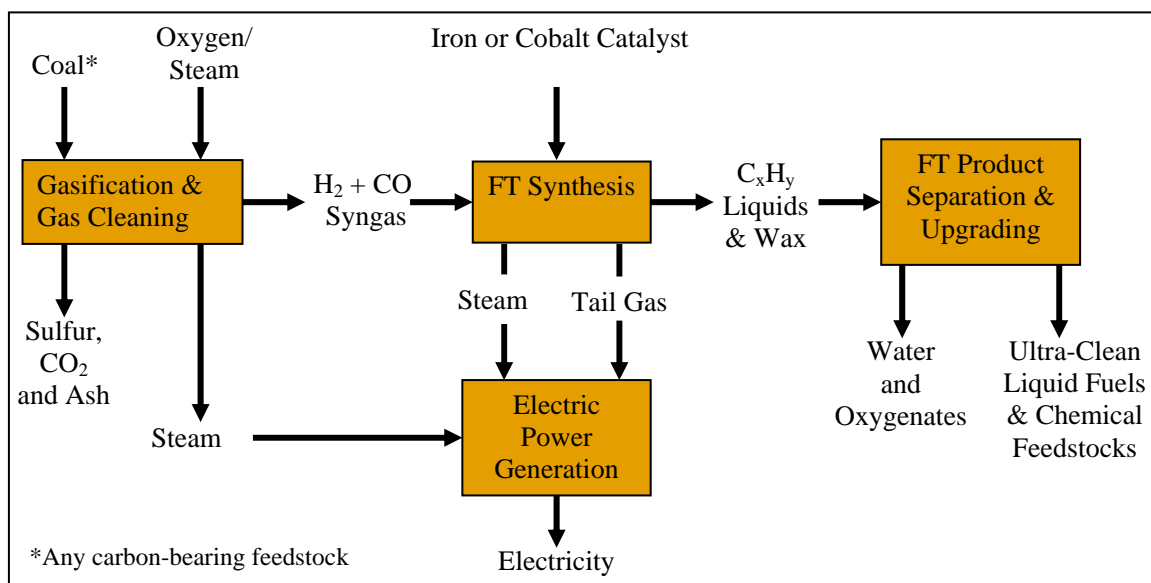 Coal*
Oxygen/
Steam
Iron or Cobalt Catalyst
Gasification &
Gas Cleaning
H₂ + CO
Syngas
FT Synthesis
CₓHᵧ
Liquids
& Wax
FT Product
Separation &
Upgrading
Sulfur,
CO₂
and Ash
Steam
Steam
Tail Gas
Electric
Power
Generation
Water
and
Oxygenates
Ultra-Clean
Liquid Fuels
& Chemical
Feedstocks
Electricity
*Any carbon-bearing feedstock